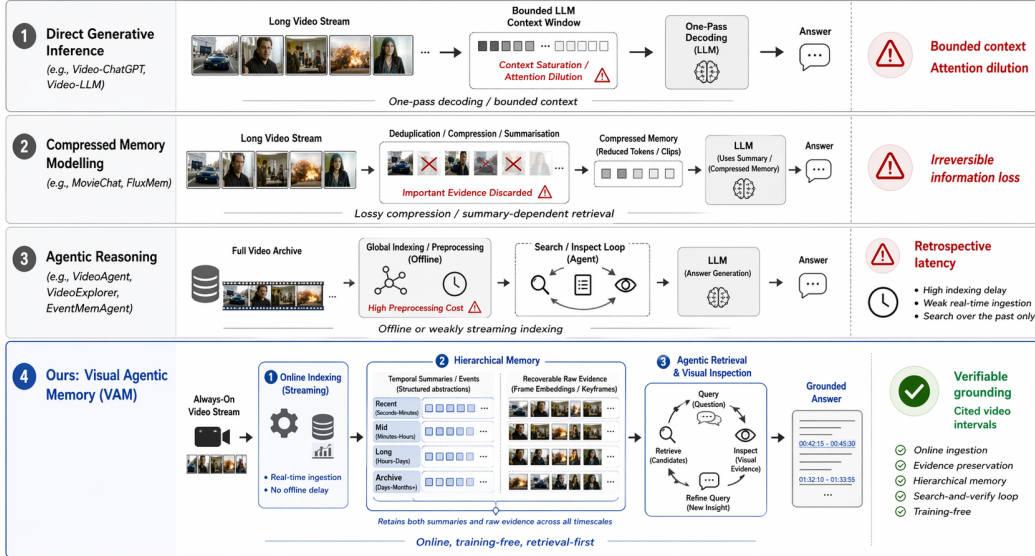 1
Direct Generative
Inference
(e.g., Video-ChatGPT,
Video-LLM)
Long Video Stream
...
Bounded LLM
Context Window
...
Context Saturation /
Attention Dilution
One-Pass
Decoding
(LLM)
Answer
One-pass decoding / bounded context
Bounded context
Attention dilution
2
Compressed Memory
Modelling
(e.g., MovieChat, FluxMem)
Long Video Stream
Deduplication / Compression / Summarisation
...
Important Evidence Discarded
Compressed Memory
(Reduced Tokens / Clips)
LLM
(Uses Summary /
(Compressed Memory)
Answer
Lossy compression / summary-dependent retrieval
Irreversible
information loss
3
Agentic Reasoning
(e.g., VideoAgent,
VideoExplorer,
EventMemAgent)
Full Video Archive
...
Global Indexing / Preprocessing
(Offline)
High Preprocessing Cost
Search / Inspect Loop
(Agent)
LLM
(Answer Generation)
Answer
Offline or weakly streaming indexing
Retrospective
latency
• High indexing delay
• Weak real-time ingestion
• Search over the past only
4
Ours: Visual Agentic
Memory (VAM)
Always-On
Video Stream
...
1 Online Indexing
(Streaming)
• Real-time ingestion
• No offline delay
2 Hierarchical Memory
Temporal Summaries / Events
(Structured abstractions)
Recoverable Raw Evidence
(Frame Embeddings / Keyframes)
Recent
(Seconds-Minutes)
... ...
Mid
(Minutes-Hours)
... ...
Long
(Hours-Days)
... ...
Archive
(Days-Months+)
... ...
Retains both summaries and raw evidence across all timescales
3 Agentic Retrieval
& Visual Inspection
Query
(Question)
Retrieve
(Candidates)
Inspect
(Visual
Evidence)
Refine Query
(New Insight)
Grounded
Answer
00:42:15 - 00:45:30
01:32:10 - 01:33:55
...
Online, training-free, retrieval-first
Verifiable
grounding
Cited video
intervals
Online ingestion
Evidence preservation
Hierarchical memory
Search-and-verify loop
Training-free